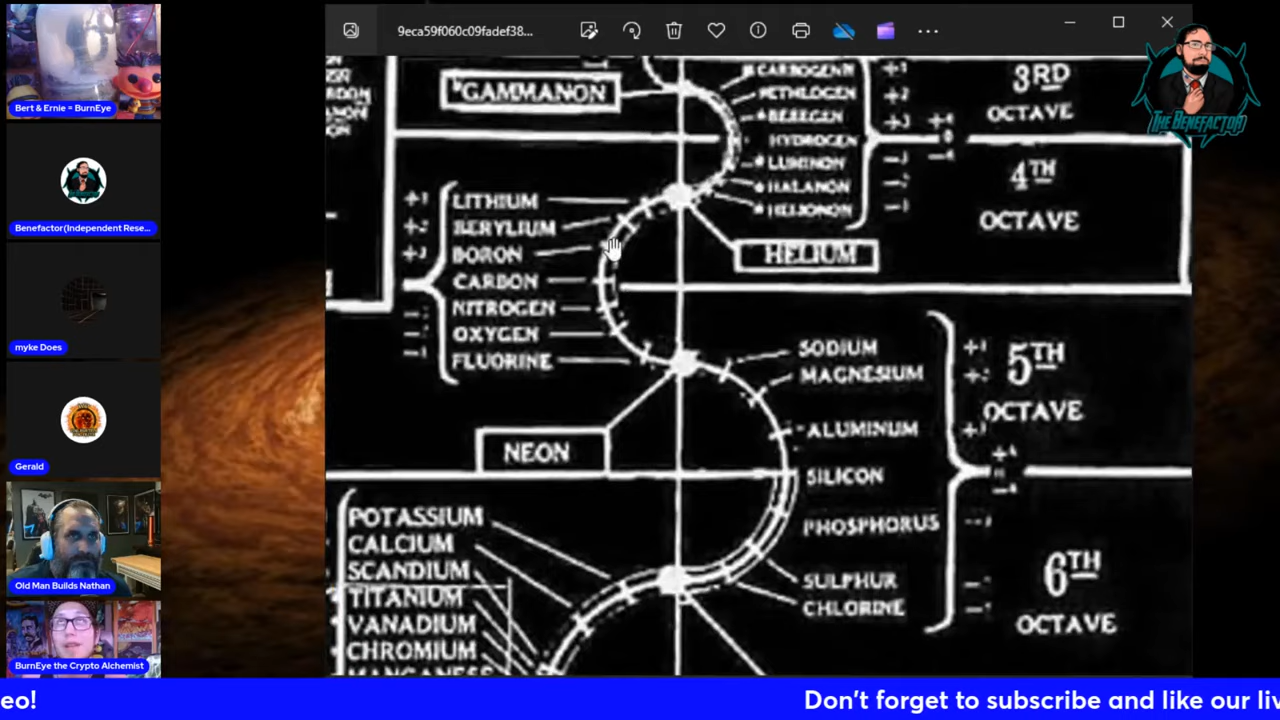 Bert & Ernie = BurnEye
Benefactor(Independent Rese...
myke Does
Gerald
Old Man Builds Nathan
BurnEye the Crypto Alchemist
9eca59f060c09fadef38...
THE BENEFACTOR
GAMMANON
CARBOGEN
BEBEGEN
HYDROGEN
LUMINON
HALANON
HELIONON
3RD
OCTAVE
4TH
OCTAVE
LITHIUM
BERYLIUM
BORON
CARBON
NITROGEN
OXYGEN
FLUORINE
HELIUM
SODIUM
MAGNESIUM
ALUMINUM
SILICON
PHOSPHORUS
SULPHUR
CHLORINE
5TH
OCTAVE
NEON
POTASSIUM
CALCIUM
SCANDIUM
TITANIUM
VANADIUM
CHROMIUM
MANGANESE
6TH
OCTAVE
eo!
Don't forget to subscribe and like our liv